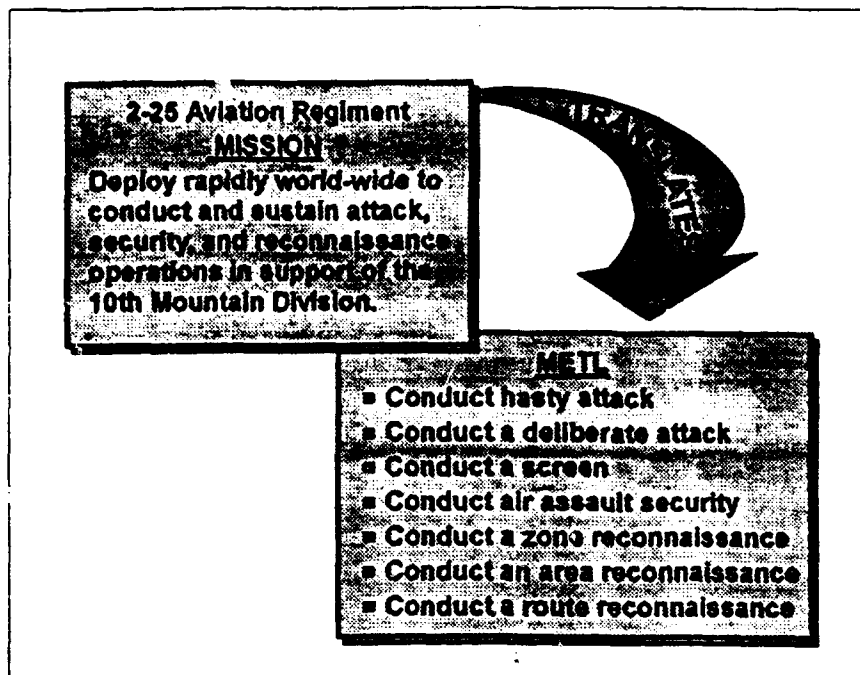 2-25 Aviation Regiment
MISSION
Deploy rapidly world-wide to
conduct and sustain attack,
security, and reconnaissance
operations in support of the
10th Mountain Division.
TRANSLATES
METL
■ Conduct hasty attack
■ Conduct a deliberate attack
■ Conduct a screen
■ Conduct air assault security
■ Conduct a zone reconnaissance
■ Conduct an area reconnaissance
■ Conduct a route reconnaissance